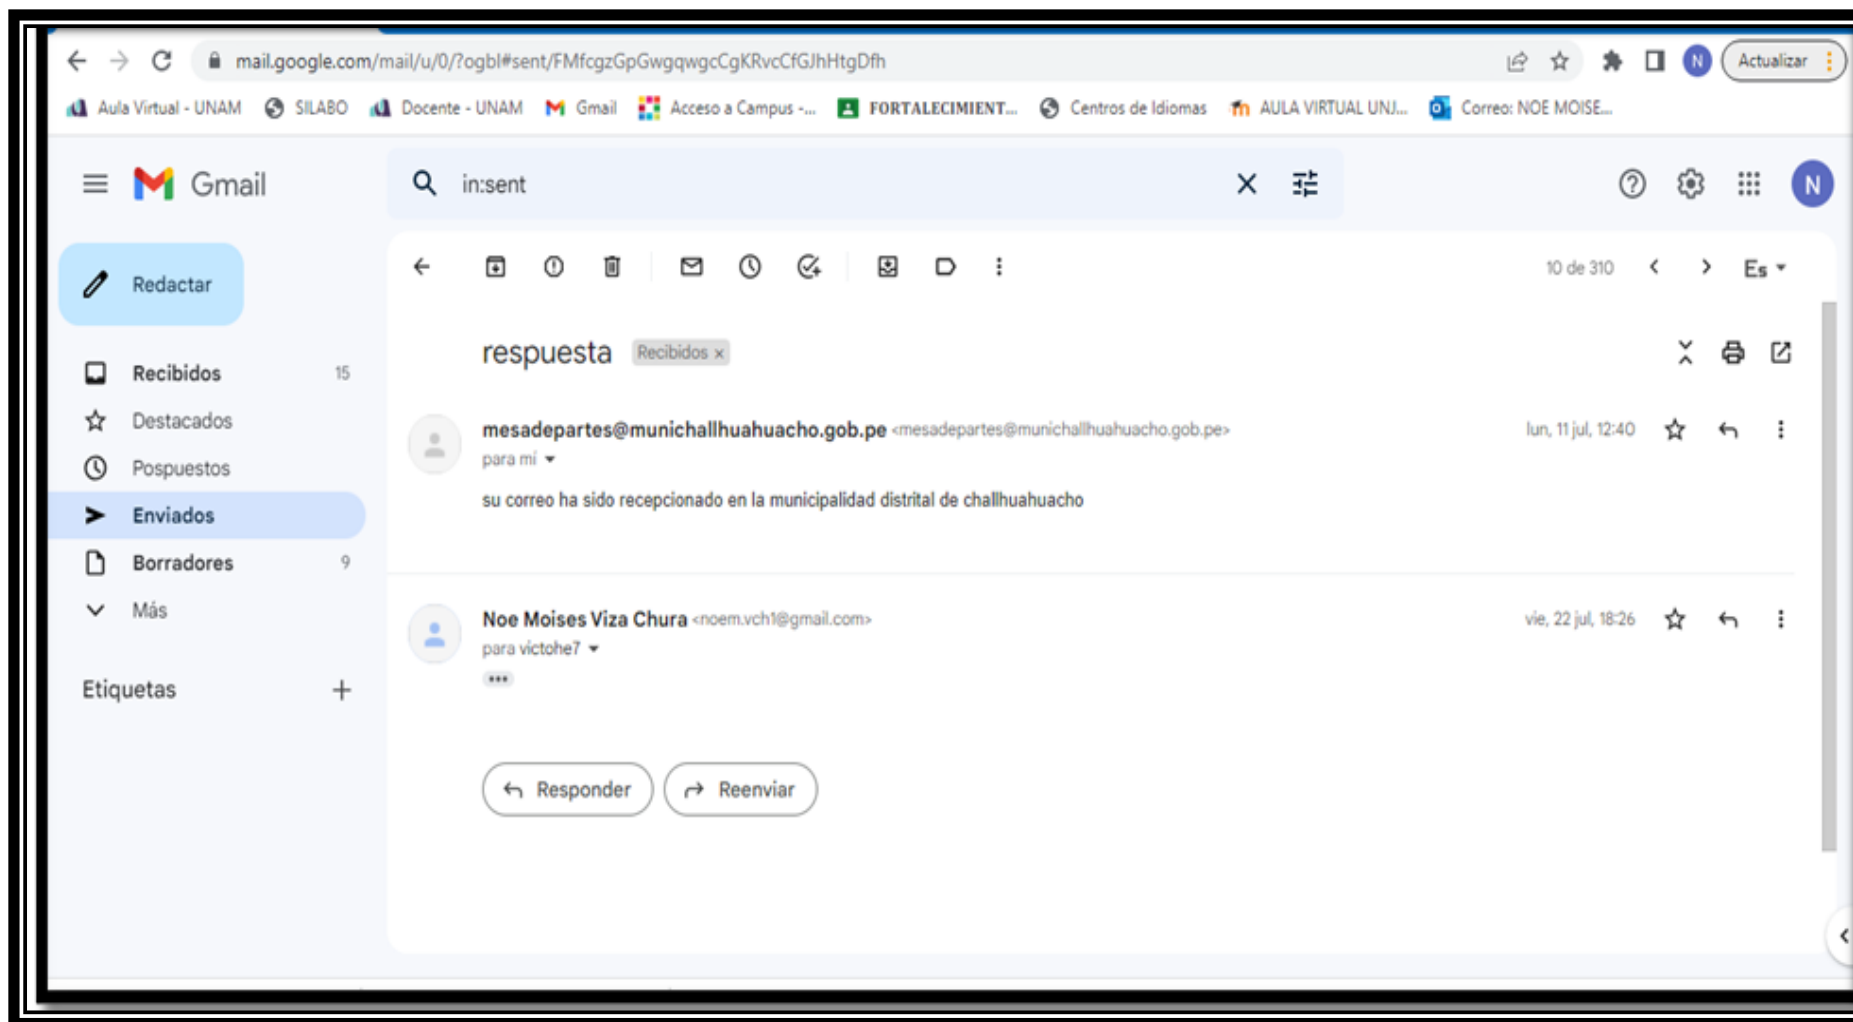 mail.google.com/mail/u/0/?ogbl#sent/FMfcgzGpGwgqwgcCgKRvcCfGJhHtgDfh
N
Actualizar
Aula Virtual - UNAM
SILABO
Docente - UNAM
Gmail
Acceso a Campus -...
FORTALECIMIENT...
Centros de Idiomas
AULA VIRTUAL UNJ...
Correo: NOE MOISE...
Gmail
in:sent
N
Redactar
10 de 310
Es
respuesta
Recibidos x
Recibidos 15
Destacados
Pospuestos
Enviados
Borradores 9
Más
Etiquetas +
mesadepartes@munichallhuahuacho.gob.pe <mesadepartes@munichallhuahuacho.gob.pe>
lun, 11 jul, 12:40
para mí
su correo ha sido recepcionado en la municipalidad distrital de challhuahuacho
Noe Moises Viza Chura <noem.vch1@gmail.com>
vie, 22 jul, 18:26
para victohe7
...
Responder
Reenviar